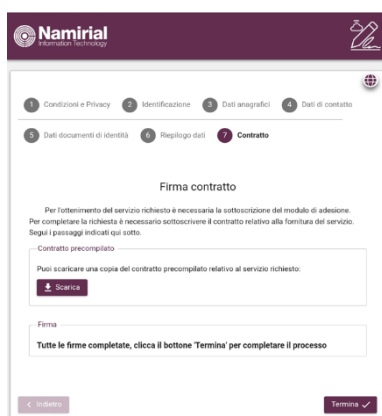 Namirial
Information Technology
1 Condizioni e Privacy 2 Identificazione 3 Dati anagrafici 4 Dati di contatto
5 Dati documenti di identità 6 Riepilogo dati 7 Contratto
Firma contratto
Per l'ottenimento del servizio richiesto è necessaria la sottoscrizione del modulo di adesione.
Per completare la richiesta è necessario sottoscrivere il contratto relativo alla fornitura del servizio.
Segui i passaggi indicati qui sotto.
Contratto precompilato
Puoi scaricare una copia del contratto precompilato relativo al servizio richiesto:
Scarica
Firma
Tutte le firme completate, clicca il bottone 'Termina' per completare il processo
< Indietro Termina